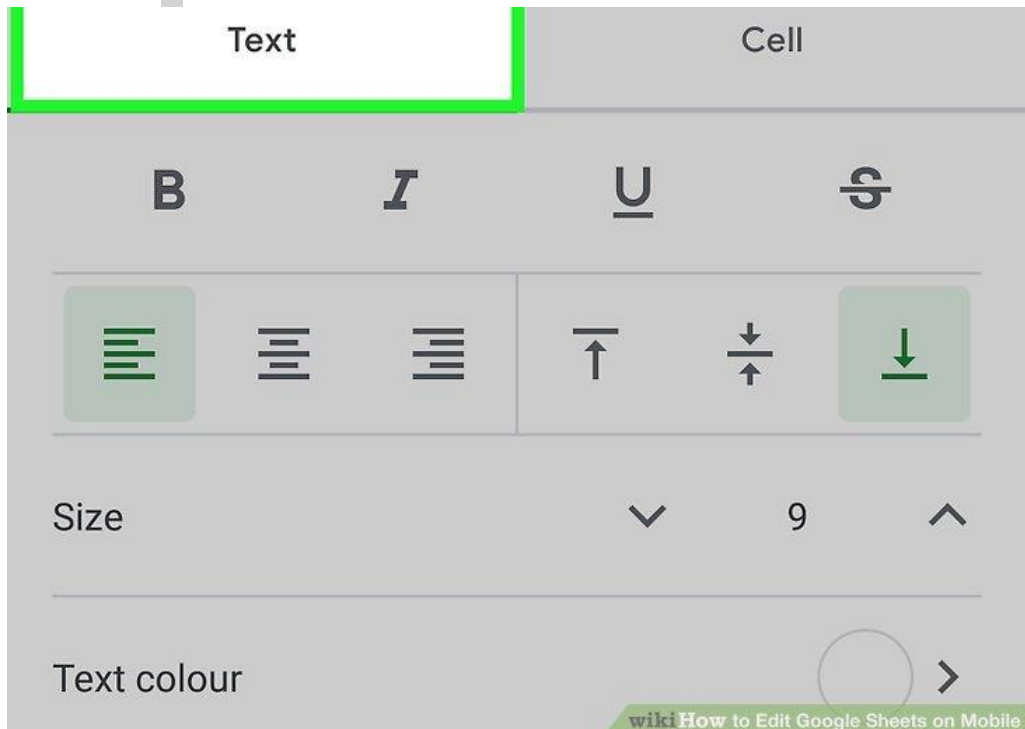 Text Cell
B I U S
Size 9
Text colour
wikiHow to Edit Google Sheets on Mobile